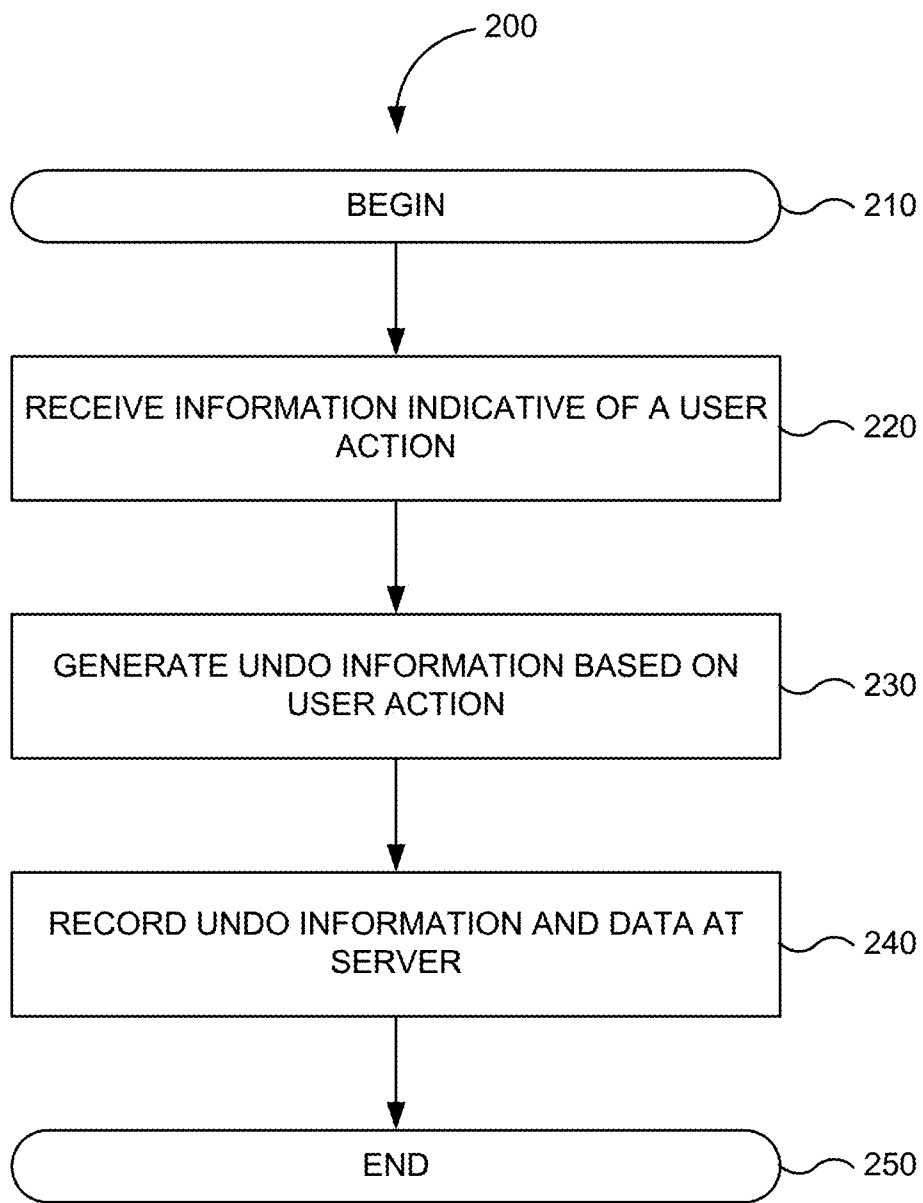 200
BEGIN
210
RECEIVE INFORMATION INDICATIVE OF A USER
ACTION
220
GENERATE UNDO INFORMATION BASED ON
USER ACTION
230
RECORD UNDO INFORMATION AND DATA AT
SERVER
240
END
250